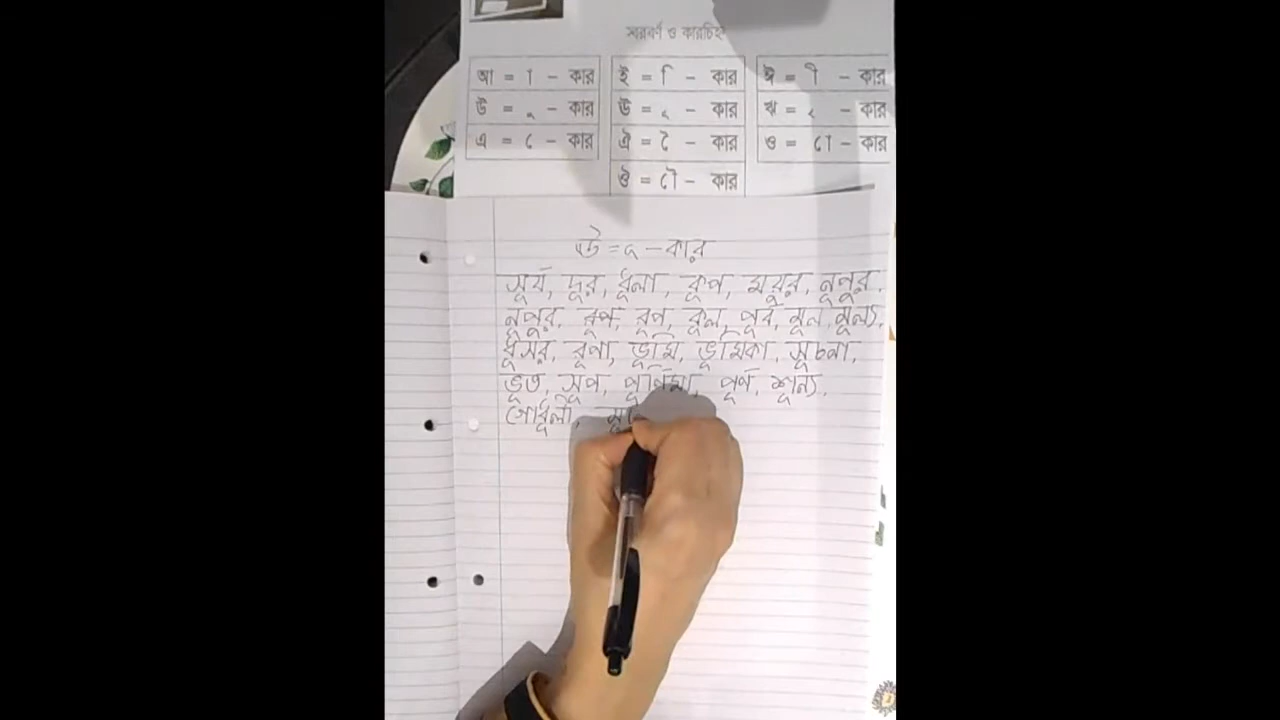 স্বরবর্ণ ও কারচিহ্ন
আ = া - কার ই = ি - কার ঈ = ী - কার
উ = ু - কার ঊ = ূ - কার ঋ = ৃ - কার
এ = ে - কার ঐ = ৈ - কার ও = ো - কার
ঔ = ৌ - কার
ঊ = ূ - কার
সূর্য, দূর, ধূলা, কূপ, ময়ূর, নূপুর,
নূপুর, রূপ, রূপ, কূল, পূর্ব, মূল, মূল্য,
ধূসর, রূপা, ভূমি, ভূমিকা, সূচনা,
ভূত, সূপ, পূর্ণিমা, পূর্ণ, শূন্য,
গোধূলী,